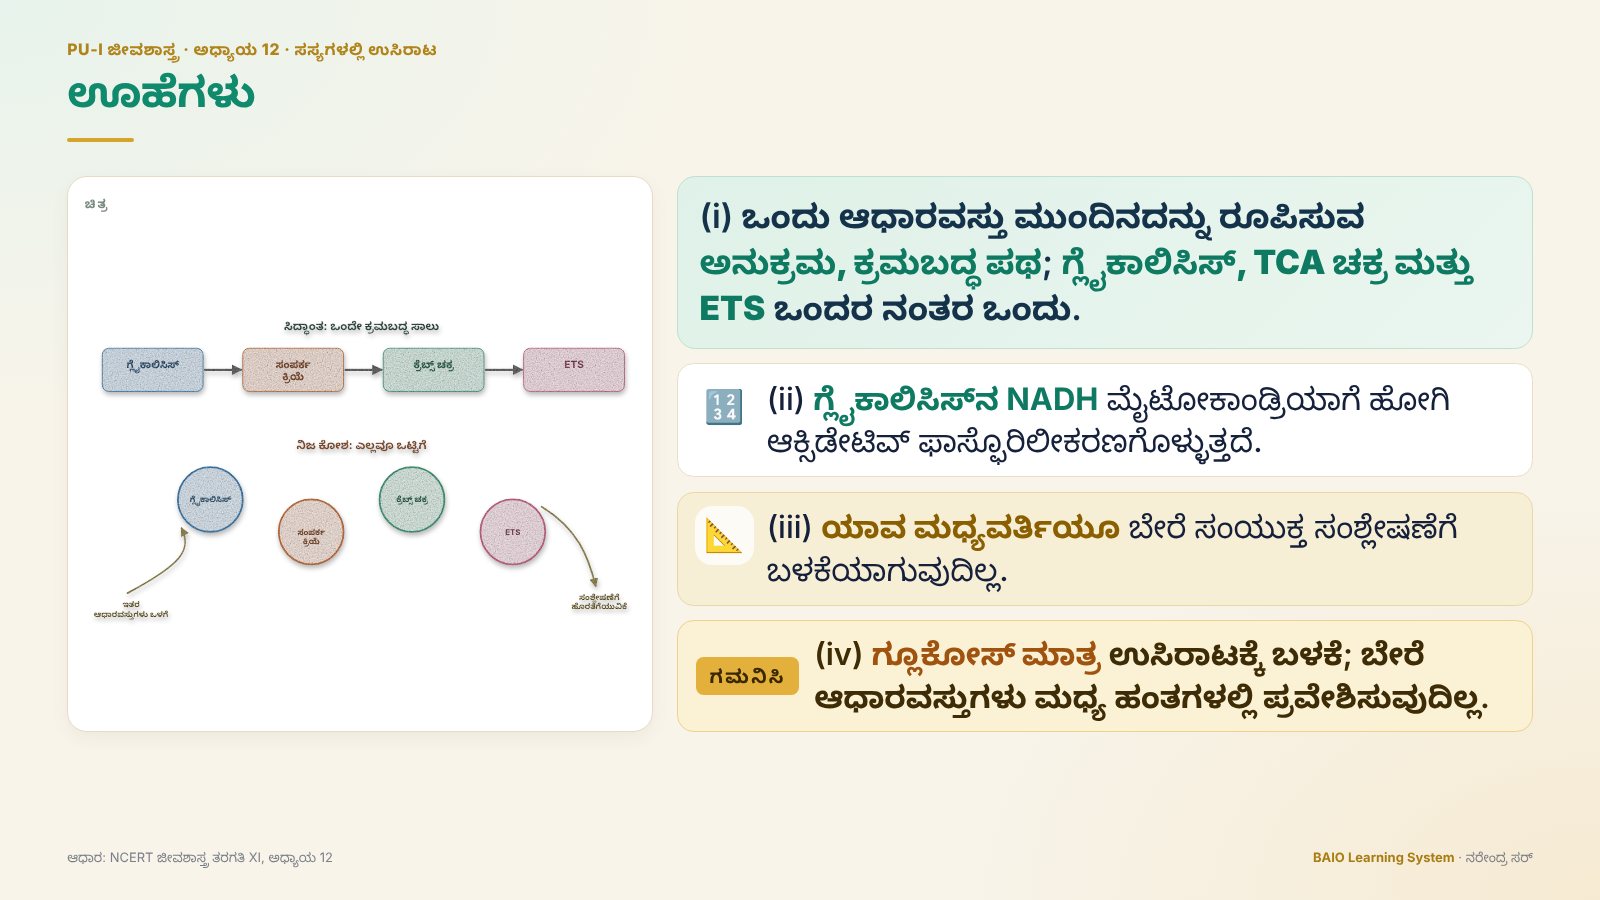 PU-I ಜೀವಶಾಸ್ತ್ರ · ಅಧ್ಯಾಯ 12 · ಸಸ್ಯಗಳಲ್ಲಿ ಉಸಿರಾಟ
ಊಹೆಗಳು
ಚಿತ್ರ
ಸಿದ್ಧಾಂತ: ಒಂದೇ ಕ್ರಮಬದ್ಧ ಸಾಲು
ಗ್ಲೈಕಾಲಿಸಿಸ್
ಸಂಪರ್ಕ
ಕ್ರಿಯೆ
ಕ್ರೆಬ್ಸ್ ಚಕ್ರ
ETS
ನಿಜ ಕೋಶ: ಎಲ್ಲವೂ ಒಟ್ಟಿಗೆ
ಗ್ಲೈಕಾಲಿಸಿಸ್
ಸಂಪರ್ಕ
ಕ್ರಿಯೆ
ಕ್ರೆಬ್ಸ್ ಚಕ್ರ
ETS
ಇತರ
ಆಧಾರವಸ್ತುಗಳು ಒಳಗೆ
ಸಂಶ್ಲೇಷಣೆಗೆ
ಹೊರತೆಗೆಯುವಿಕೆ
(i) ಒಂದು ಆಧಾರವಸ್ತು ಮುಂದಿನದನ್ನು ರೂಪಿಸುವ
ಅನುಕ್ರಮ, ಕ್ರಮಬದ್ಧ ಪಥ; ಗ್ಲೈಕಾಲಿಸಿಸ್, TCA ಚಕ್ರ ಮತ್ತು
ETS ಒಂದರ ನಂತರ ಒಂದು.
(ii) ಗ್ಲೈಕಾಲಿಸಿಸ್‌ನ NADH ಮೈಟೋಕಾಂಡ್ರಿಯಾಗೆ ಹೋಗಿ
ಆಕ್ಸಿಡೇಟಿವ್ ಫಾಸ್ಫೊರಿಲೀಕರಣಗೊಳ್ಳುತ್ತದೆ.
(iii) ಯಾವ ಮಧ್ಯವರ್ತಿಯೂ ಬೇರೆ ಸಂಯುಕ್ತ ಸಂಶ್ಲೇಷಣೆಗೆ
ಬಳಕೆಯಾಗುವುದಿಲ್ಲ.
ಗಮನಿಸಿ
(iv) ಗ್ಲೂಕೋಸ್ ಮಾತ್ರ ಉಸಿರಾಟಕ್ಕೆ ಬಳಕೆ; ಬೇರೆ
ಆಧಾರವಸ್ತುಗಳು ಮಧ್ಯ ಹಂತಗಳಲ್ಲಿ ಪ್ರವೇಶಿಸುವುದಿಲ್ಲ.
ಆಧಾರ: NCERT ಜೀವಶಾಸ್ತ್ರ ತರಗತಿ XI, ಅಧ್ಯಾಯ 12
BAIO Learning System · ನರೇಂದ್ರ ಸರ್